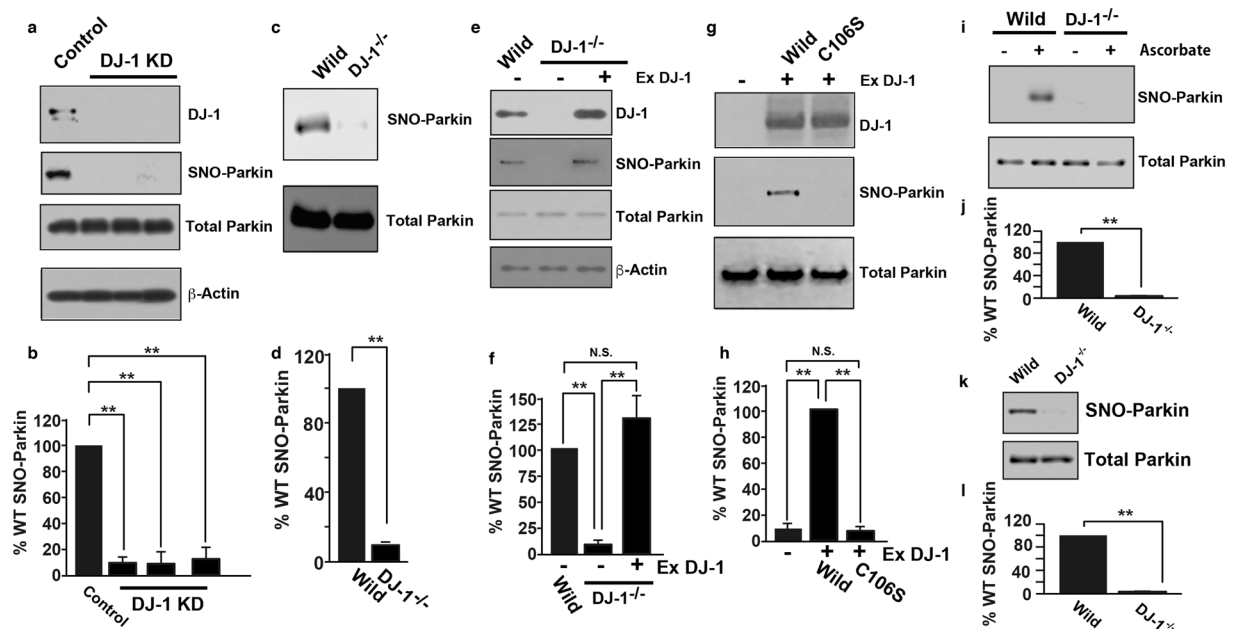 a
Control
DJ-1 KD
DJ-1
SNO-Parkin
Total Parkin
β-Actin
b
% WT SNO-Parkin
120
100
80
60
40
20
0
**
**
**
Control
DJ-1 KD
c
Wild
DJ-1-/-
SNO-Parkin
Total Parkin
d
% WT SNO-Parkin
120
80
40
0
**
Wild
DJ-1-/-
e
Wild
DJ-1-/-
- - + Ex DJ-1
DJ-1
SNO-Parkin
Total Parkin
β-Actin
f
% WT SNO-Parkin
150
125
100
75
50
25
0
N.S.
** **
- - + Ex DJ-1
Wild
DJ-1-/-
g
Wild
C106S
- + + Ex DJ-1
DJ-1
SNO-Parkin
Total Parkin
h
% WT SNO-Parkin
120
100
80
60
40
20
0
N.S.
** **
- + + Ex DJ-1
Wild
C106S
i
Wild DJ-1-/-
- + - + Ascorbate
SNO-Parkin
Total Parkin
j
% WT SNO-Parkin
120
80
40
0
**
Wild
DJ-1-/-
k
Wild
DJ-1-/-
SNO-Parkin
Total Parkin
l
% WT SNO-Parkin
120
80
40
0
**
Wild
DJ-1-/-